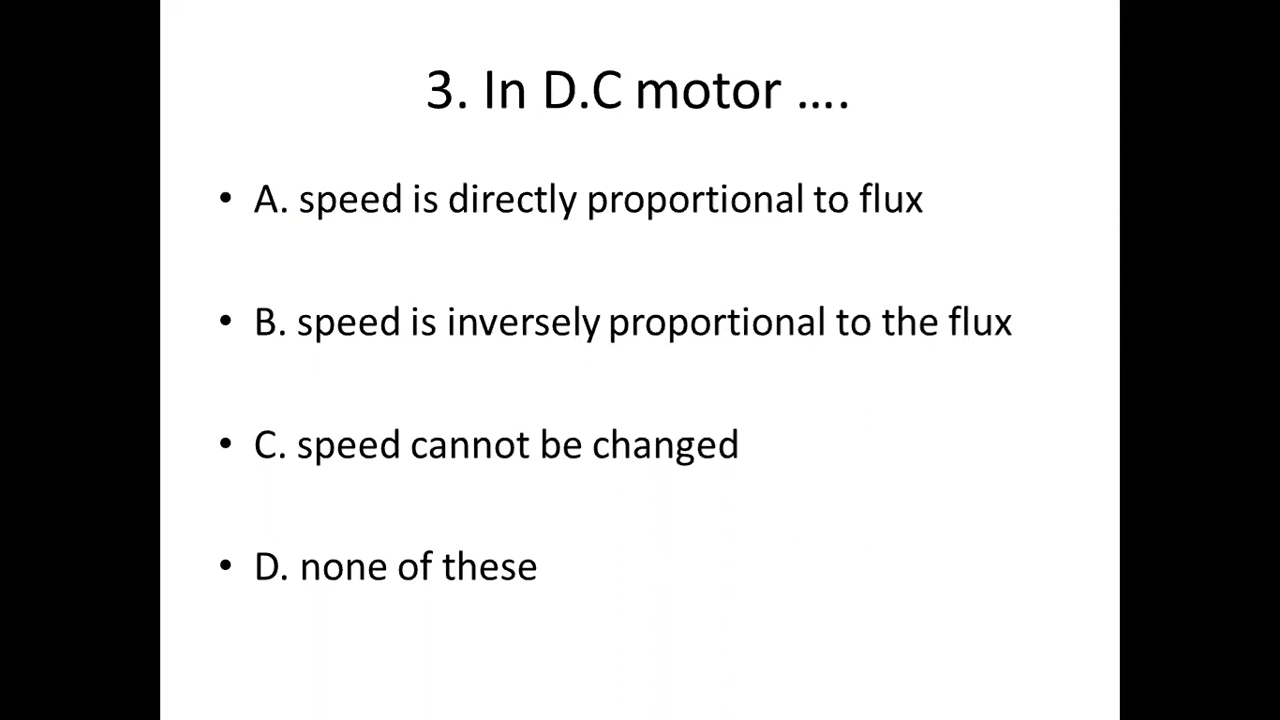 3. In D.C motor ....
• A. speed is directly proportional to flux
• B. speed is inversely proportional to the flux
• C. speed cannot be changed
• D. none of these